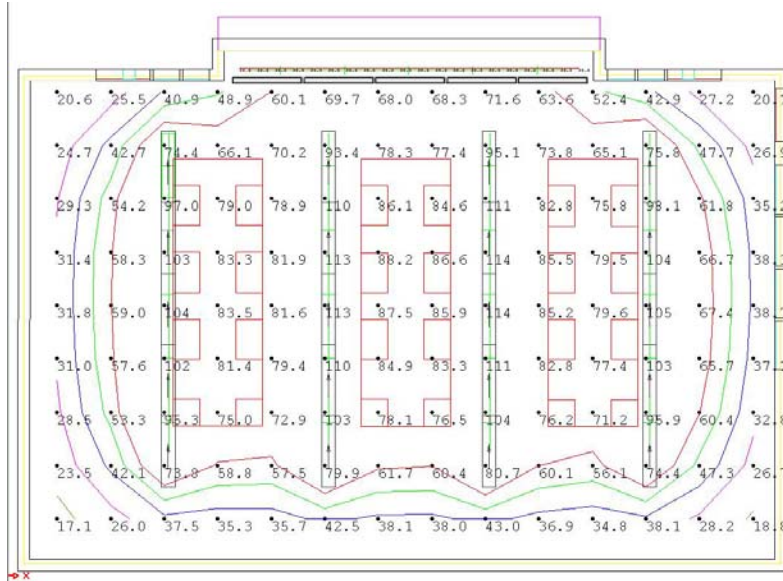 20.6 25.5 40.9 48.9 60.1 69.7 68.0 68.3 71.6 63.6 52.4 42.9 27.2
24.7 42.7 74.4 66.1 70.2 93.4 78.3 77.4 95.1 73.8 65.1 75.8 47.7 26.9
29.3 54.2 97.0 79.0 78.9 110 86.1 84.6 111 82.8 75.8 98.1 61.8 35.2
31.4 58.3 103 83.3 81.9 113 88.2 86.6 114 85.5 79.5 104 66.7
31.8 59.0 104 83.5 81.6 113 87.5 85.9 114 85.2 79.6 105 67.4
31.0 57.6 102 81.4 79.4 110 84.9 83.3 111 82.8 77.4 103 65.7
28.5 53.3 95.3 75.0 72.9 103 78.1 76.5 104 76.2 71.2 95.9 60.4 32.8
23.5 42.1 73.8 58.8 57.5 79.9 61.7 60.4 80.7 60.1 56.1 74.4 47.3
17.1 26.0 37.5 35.3 35.7 42.5 38.1 38.0 43.0 36.9 34.8 38.1 28.2 18.8
x